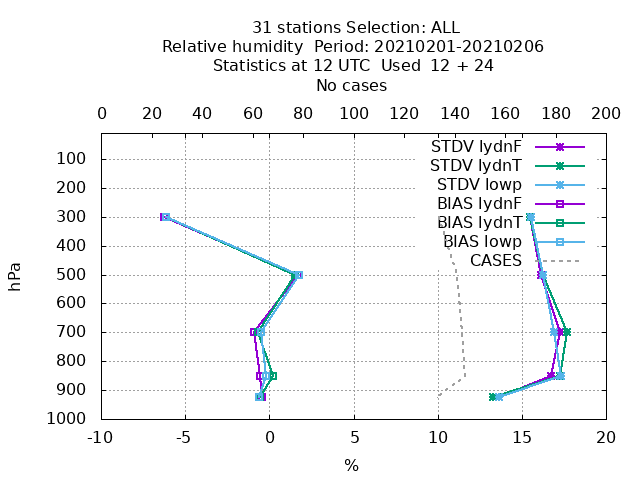 31 stations Selection: ALL
Relative humidity  Period: 20210201-20210206
Statistics at 12 UTC  Used  12 + 24
No cases
0 20 40 60 80 100 120 140 160 180 200
STDV lydnF
STDV lydnT
STDV lowp
BIAS lydnF
BIAS lydnT
BIAS lowp
CASES
100
200
300
400
500
600
700
800
900
1000
hPa
-10 -5 0 5 10 15 20
%